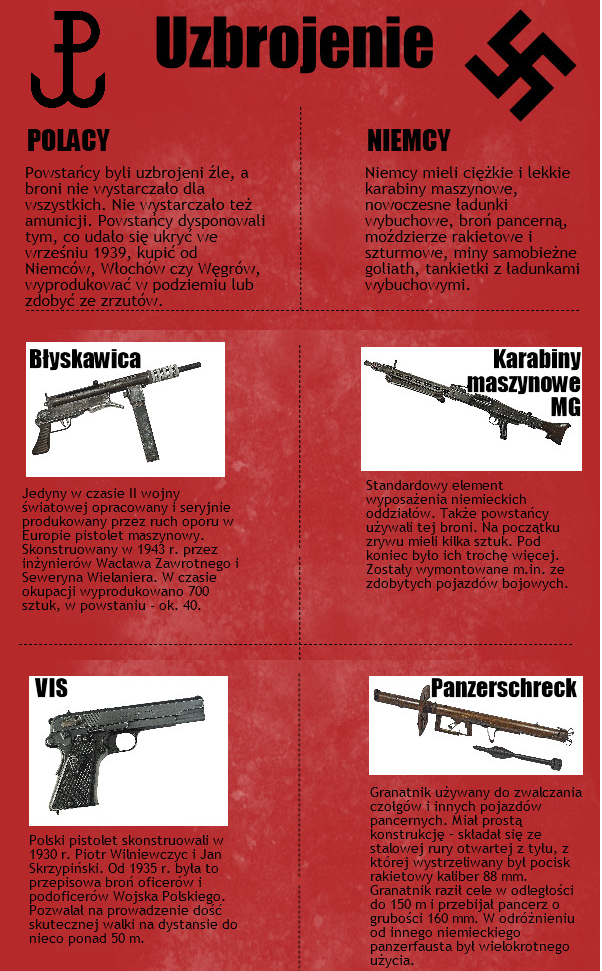 Uzbrojenie
POLACY
Powstańcy byli uzbrojeni źle, a
broni nie wystarczało dla
wszystkich. Nie wystarczało też
amunicji. Powstańcy dysponowali
tym, co udało się ukryć we
wrześniu 1939, kupić od
Niemców, Włochów czy Węgrów,
wyprodukować w podziemiu lub
zdobyć ze zrzutów.
NIEMCY
Niemcy mieli ciężkie i lekkie
karabiny maszynowe,
nowoczesne ładunki
wybuchowe, broń pancerną,
moździerze rakietowe i
szturmowe, miny samobieżne
goliath, tankietki z ładunkami
wybuchowymi.
Błyskawica
Jedyny w czasie II wojny
światowej opracowany i seryjnie
produkowany przez ruch oporu w
Europie pistolet maszynowy.
Skonstruowany w 1943 r. przez
inżynierów Wacława Zawrotnego i
Seweryna Wielaniera. W czasie
okupacji wyprodukowano 700
sztuk, w powstaniu - ok. 40.
Karabiny
maszynowe
MG
Standardowy element
wyposażenia niemieckich
oddziałów. Także powstańcy
używali tej broni. Na początku
zrywu mieli kilka sztuk. Pod
koniec było ich trochę więcej.
Zostały wymontowane m.in. ze
zdobytych pojazdów bojowych.
VIS
Polski pistolet skonstruowali w
1930 r. Piotr Wilniewczyc i Jan
Skrzypiński. Od 1935 r. była to
przepisowa broń oficerów i
podoficerów Wojska Polskiego.
Pozwalał na prowadzenie dość
skutecznej walki na dystansie do
nieco ponad 50 m.
Panzerschreck
Granatnik używany do zwalczania
czołgów i innych pojazdów
pancernych. Miał prostą
konstrukcję - składał się ze
stalowej rury otwartej z tyłu, z
której wystrzeliwany był pocisk
rakietowy kaliber 88 mm.
Granatnik raził cele w odległości
do 150 m i przebijał pancerz o
grubości 160 mm. W odróżnieniu
od innego niemieckiego
panzerfausta był wielokrotnego
użycia.